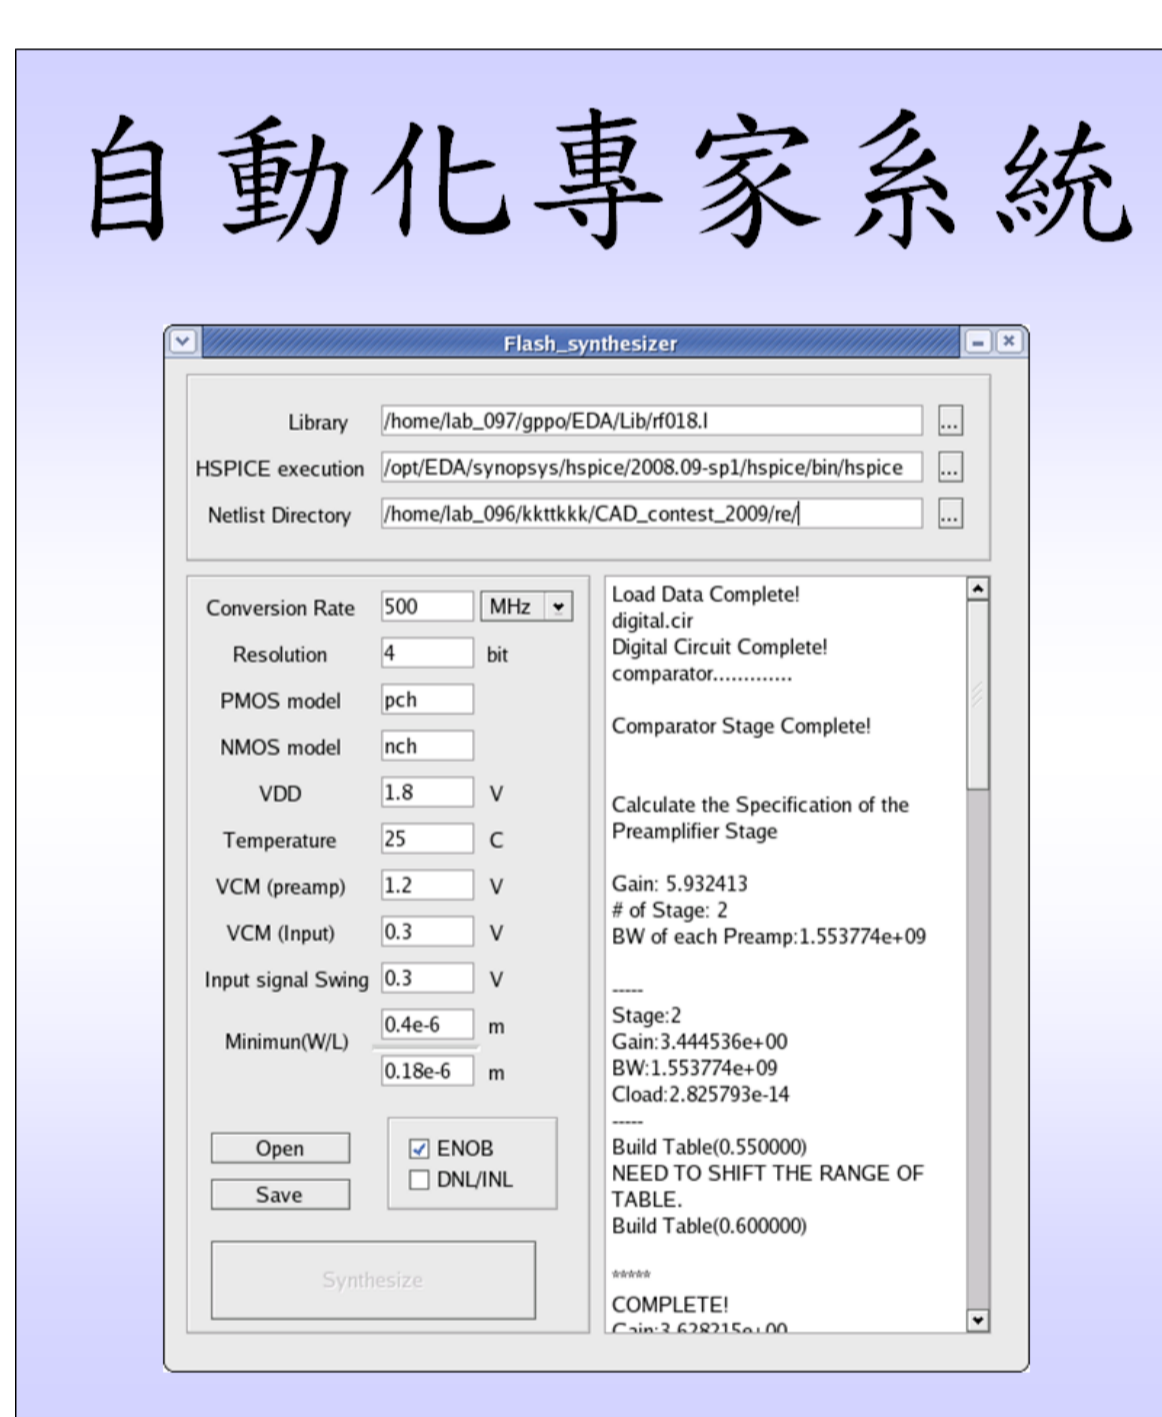 自動化專家系統
Flash_synthesizer
Library /home/lab_097/gppo/EDA/Lib/rf018.l ...
HSPICE execution /opt/EDA/synopsys/hspice/2008.09-sp1/hspice/bin/hspice ...
Netlist Directory /home/lab_096/kkttkkk/CAD_contest_2009/re/ ...
Conversion Rate 500 MHz
Resolution 4 bit
PMOS model pch
NMOS model nch
VDD 1.8 V
Temperature 25 C
VCM (preamp) 1.2 V
VCM (Input) 0.3 V
Input signal Swing 0.3 V
Minimun(W/L) 0.4e-6 m
0.18e-6 m
Open
Save
ENOB
DNL/INL
Synthesize
Load Data Complete!
digital.cir
Digital Circuit Complete!
comparator.............
Comparator Stage Complete!
Calculate the Specification of the
Preamplifier Stage
Gain: 5.932413
# of Stage: 2
BW of each Preamp:1.553774e+09
-----
Stage:2
Gain:3.444536e+00
BW:1.553774e+09
Cload:2.825793e-14
-----
Build Table(0.550000)
NEED TO SHIFT THE RANGE OF
TABLE.
Build Table(0.600000)
*****
COMPLETE!
Gain:3.628215e+00